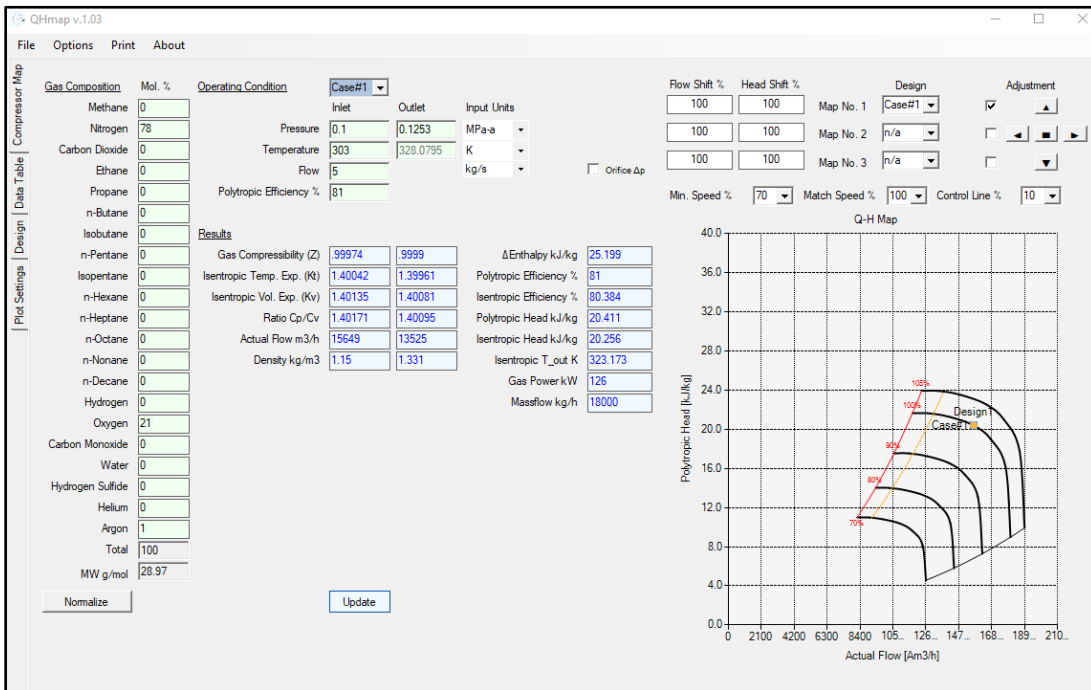 QHmap v.1.03
File Options Print About
Compressor Map
Data Table
Design
Plot Settings
Gas Composition Mol. %
Methane 0
Nitrogen 78
Carbon Dioxide 0
Ethane 0
Propane 0
n-Butane 0
Isobutane 0
n-Pentane 0
Isopentane 0
n-Hexane 0
n-Heptane 0
n-Octane 0
n-Nonane 0
n-Decane 0
Hydrogen 0
Oxygen 21
Carbon Monoxide 0
Water 0
Hydrogen Sulfide 0
Helium 0
Argon 1
Total 100
MW g/mol 28.97
Normalize
Operating Condition Case#1
Inlet Outlet Input Units
Pressure 0.1 0.1253 MPa-a
Temperature 303 328.0795 K
Flow 5 kg/s
Orifice Δp
Polytropic Efficiency % 81
Results
Gas Compressibility (Z) .99974 .9999
Isentropic Temp. Exp. (Kt) 1.40042 1.39961
Isentropic Vol. Exp. (Kv) 1.40135 1.40081
Ratio Cp/Cv 1.40171 1.40095
Actual Flow m3/h 15649 13525
Density kg/m3 1.15 1.331
ΔEnthalpy kJ/kg 25.199
Polytropic Efficiency % 81
Isentropic Efficiency % 80.384
Polytropic Head kJ/kg 20.411
Isentropic Head kJ/kg 20.256
Isentropic T_out K 323.173
Gas Power kW 126
Massflow kg/h 18000
Update
Flow Shift % Head Shift % Design Adjustment
100 100 Map No. 1 Case#1
100 100 Map No. 2 n/a
100 100 Map No. 3 n/a
Min. Speed % 70 Match Speed % 100 Control Line % 10
Q-H Map
Polytropic Head [kJ/kg]
40.0
36.0
32.0
28.0
24.0
20.0
16.0
12.0
8.0
4.0
0.0
105%
100%
90%
80%
70%
Design1
Case#1
0 2100 4200 6300 8400 105... 126... 147... 168... 189... 210...
Actual Flow [Am3/h]